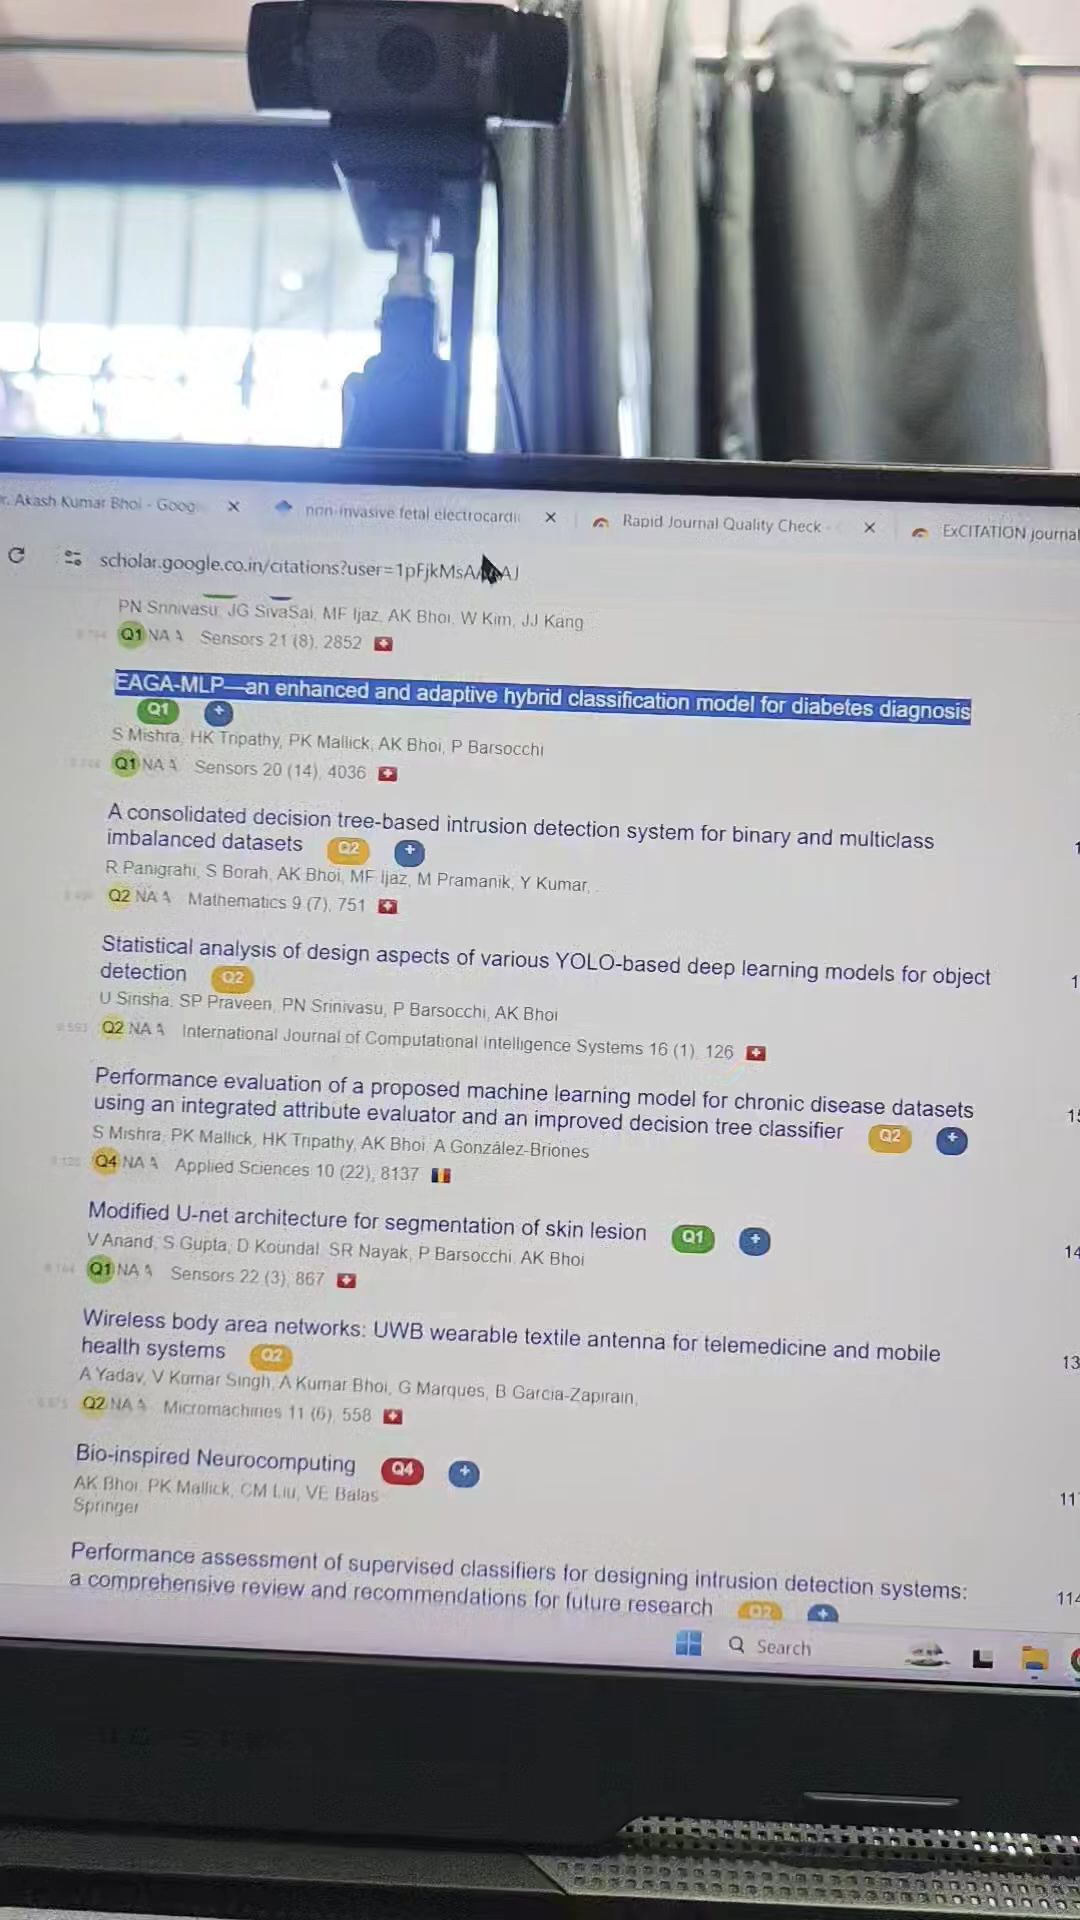 r. Akash Kumar Bhoi - Goog
non-invasive fetal electrocardi
Rapid Journal Quality Check -
ExCITATION journal
scholar.google.co.in/citations?user=1pFjkMsA
PN Srinivasu, JG SivaSai, MF Ijaz, AK Bhoi, W Kim, JJ Kang
Q1 NA Sensors 21 (8), 2852
EAGA-MLP—an enhanced and adaptive hybrid classification model for diabetes diagnosis
Q1 +
S Mishra, HK Tripathy, PK Mallick, AK Bhoi, P Barsocchi
Q1 NA Sensors 20 (14), 4036
A consolidated decision tree-based intrusion detection system for binary and multiclass
imbalanced datasets Q2 +
R Panigrahi, S Borah, AK Bhoi, MF Ijaz, M Pramanik, Y Kumar,
Q2 NA Mathematics 9 (7), 751
Statistical analysis of design aspects of various YOLO-based deep learning models for object
detection Q2
U Sirisha, SP Praveen, PN Srinivasu, P Barsocchi, AK Bhoi
0.593 Q2 NA International Journal of Computational Intelligence Systems 16 (1), 126
Performance evaluation of a proposed machine learning model for chronic disease datasets
using an integrated attribute evaluator and an improved decision tree classifier Q2 +
S Mishra, PK Mallick, HK Tripathy, AK Bhoi, A González-Briones
Q4 NA Applied Sciences 10 (22), 8137
Modified U-net architecture for segmentation of skin lesion Q1 +
14
V Anand, S Gupta, D Koundal, SR Nayak, P Barsocchi, AK Bhoi
Q1 NA Sensors 22 (3), 867
Wireless body area networks: UWB wearable textile antenna for telemedicine and mobile
13
health systems Q2
A Yadav, V Kumar Singh, A Kumar Bhoi, G Marques, B Garcia-Zapirain,
Q2 NA Micromachines 11 (6), 558
Bio-inspired Neurocomputing Q4 +
11
AK Bhoi, PK Mallick, CM Liu, VE Balas
Springer
Performance assessment of supervised classifiers for designing intrusion detection systems:
114
a comprehensive review and recommendations for future research Q2 +
Search